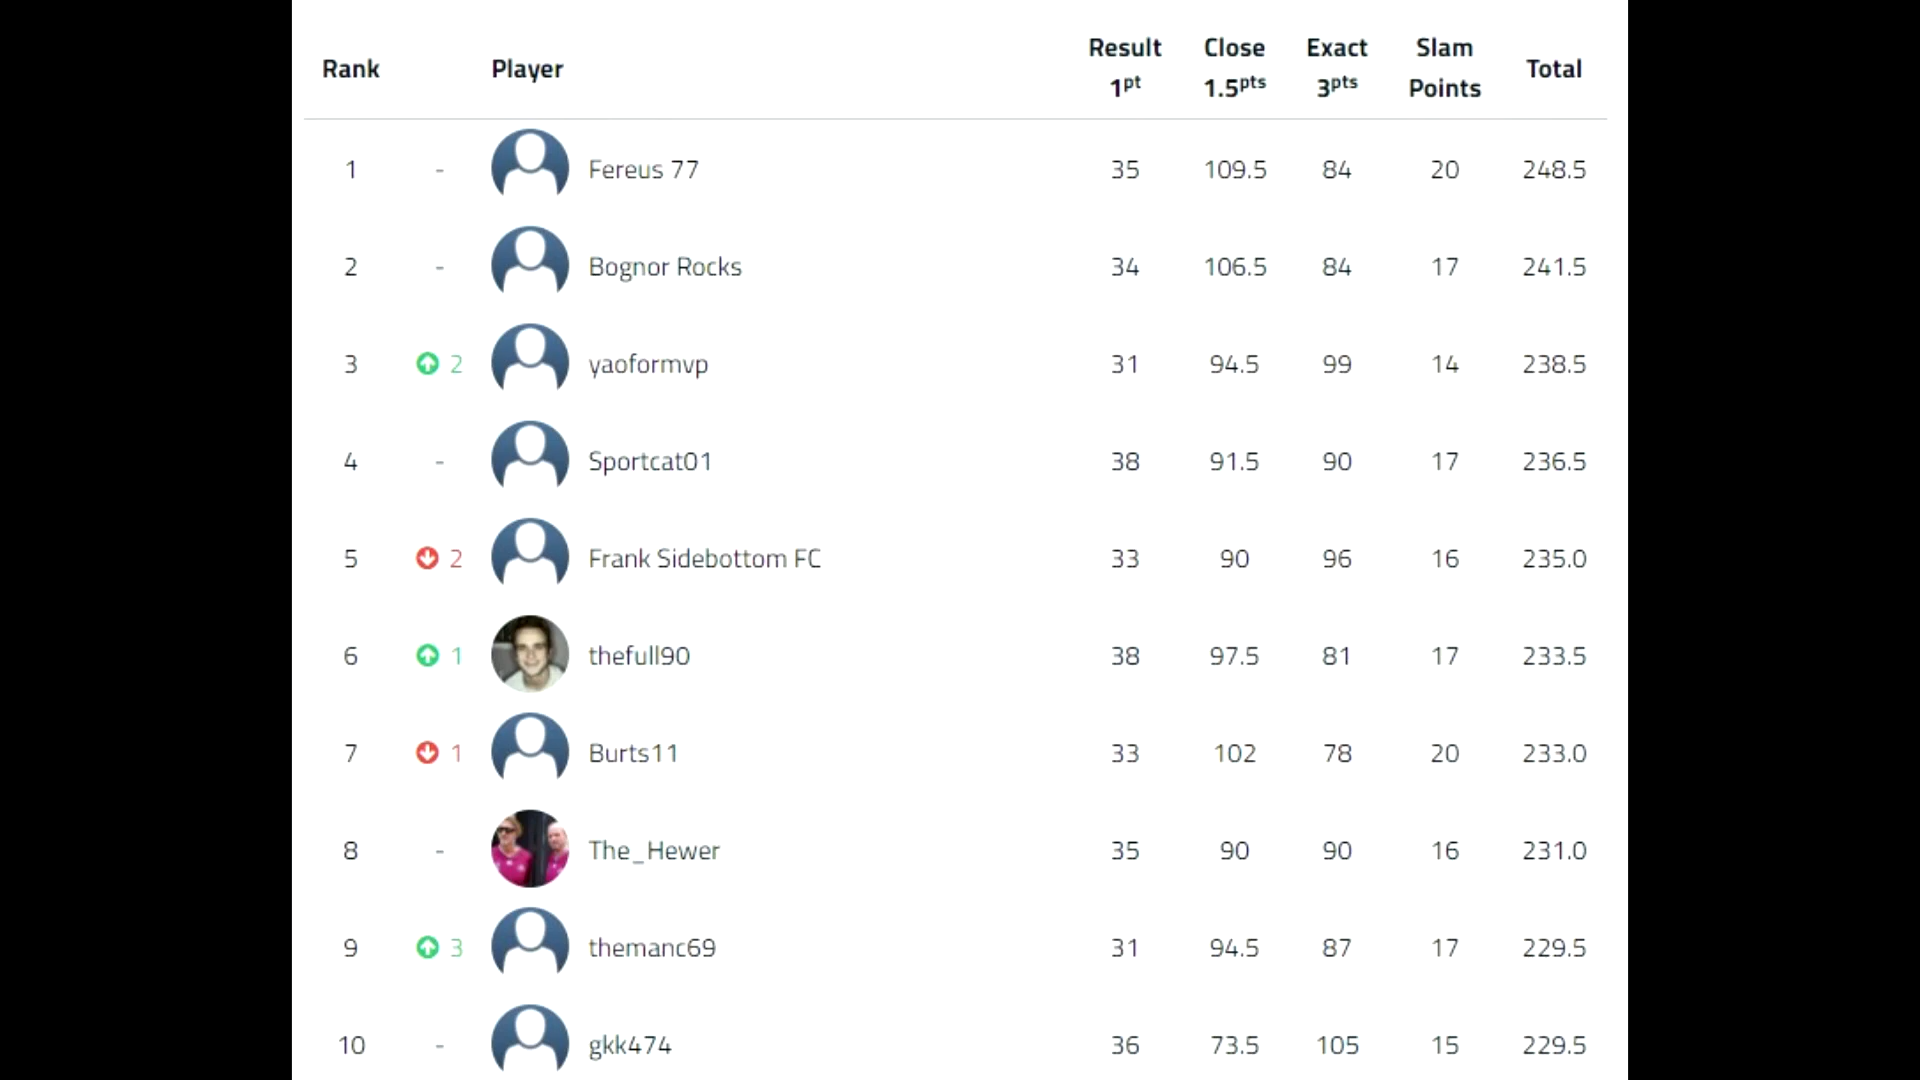 Rank Player Result 1pt Close 1.5pts Exact 3pts Slam Points Total
1 - Fereus 77 35 109.5 84 20 248.5
2 - Bognor Rocks 34 106.5 84 17 241.5
3 2 yaoformvp 31 94.5 99 14 238.5
4 - Sportcat01 38 91.5 90 17 236.5
5 2 Frank Sidebottom FC 33 90 96 16 235.0
6 1 thefull90 38 97.5 81 17 233.5
7 1 Burts11 33 102 78 20 233.0
8 - The_Hewer 35 90 90 16 231.0
9 3 themanc69 31 94.5 87 17 229.5
10 - gkk474 36 73.5 105 15 229.5